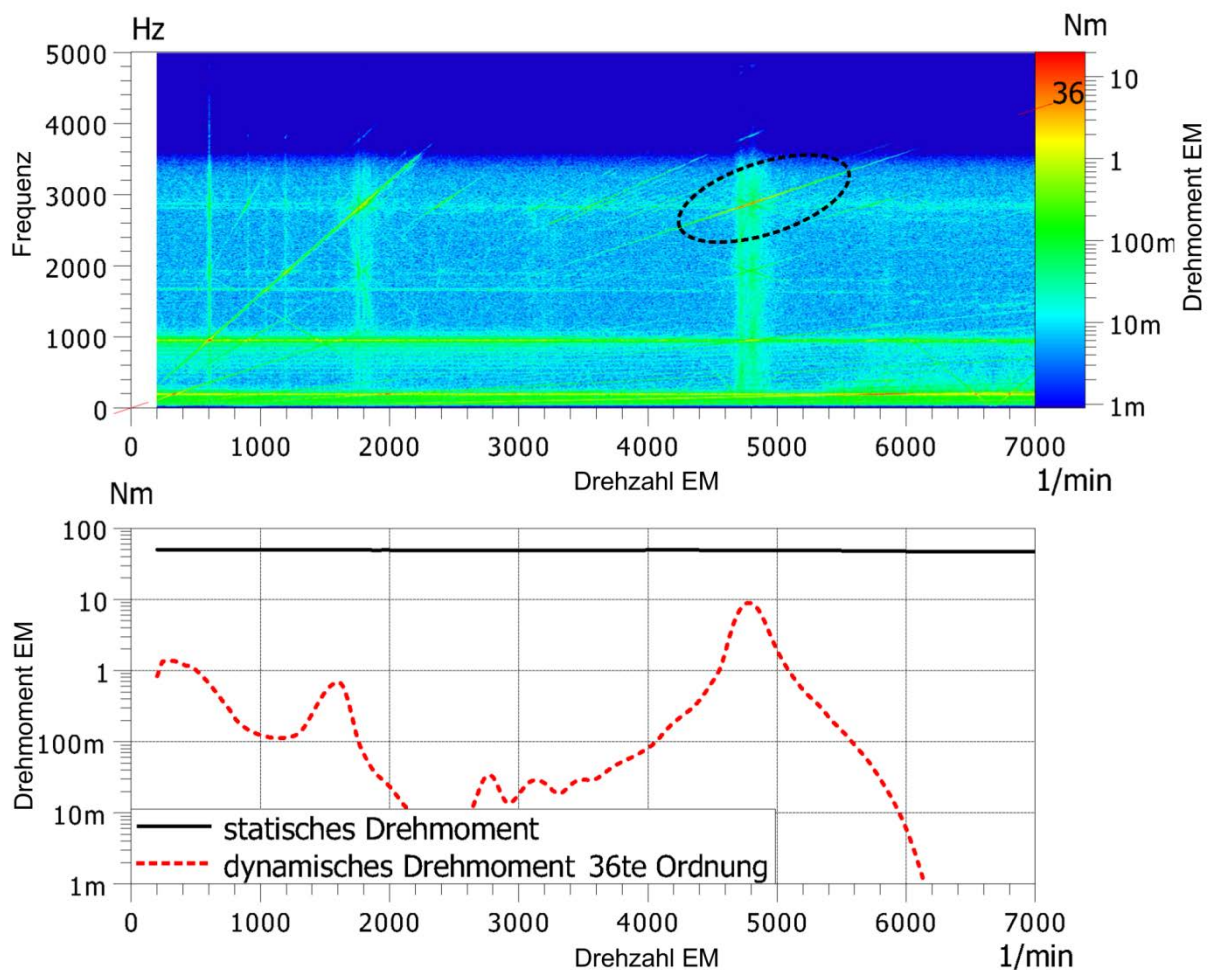 Hz
Nm
5000
4000
3000
2000
1000
0
Frequenz
36
10
1
100m
10m
1m
Drehmoment EM
0 1000 2000 3000 4000 5000 6000 7000
Drehzahl EM
1/min
Nm
100
10
1
100m
10m
1m
Drehmoment EM
statisches Drehmoment
dynamisches Drehmoment 36te Ordnung
0 1000 2000 3000 4000 5000 6000 7000
Drehzahl EM
1/min